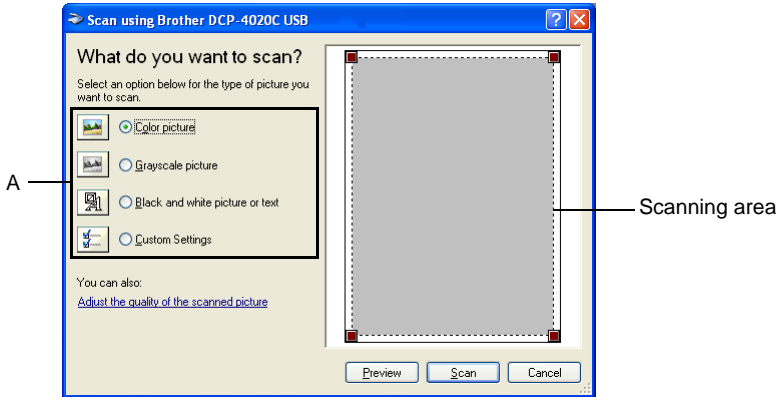 Scan using Brother DCP-4020C USB
What do you want to scan?
Select an option below for the type of picture you
want to scan.
Color picture
Grayscale picture
Black and white picture or text
Custom Settings
You can also:
Adjust the quality of the scanned picture
Preview
Scan
Cancel
A
Scanning area